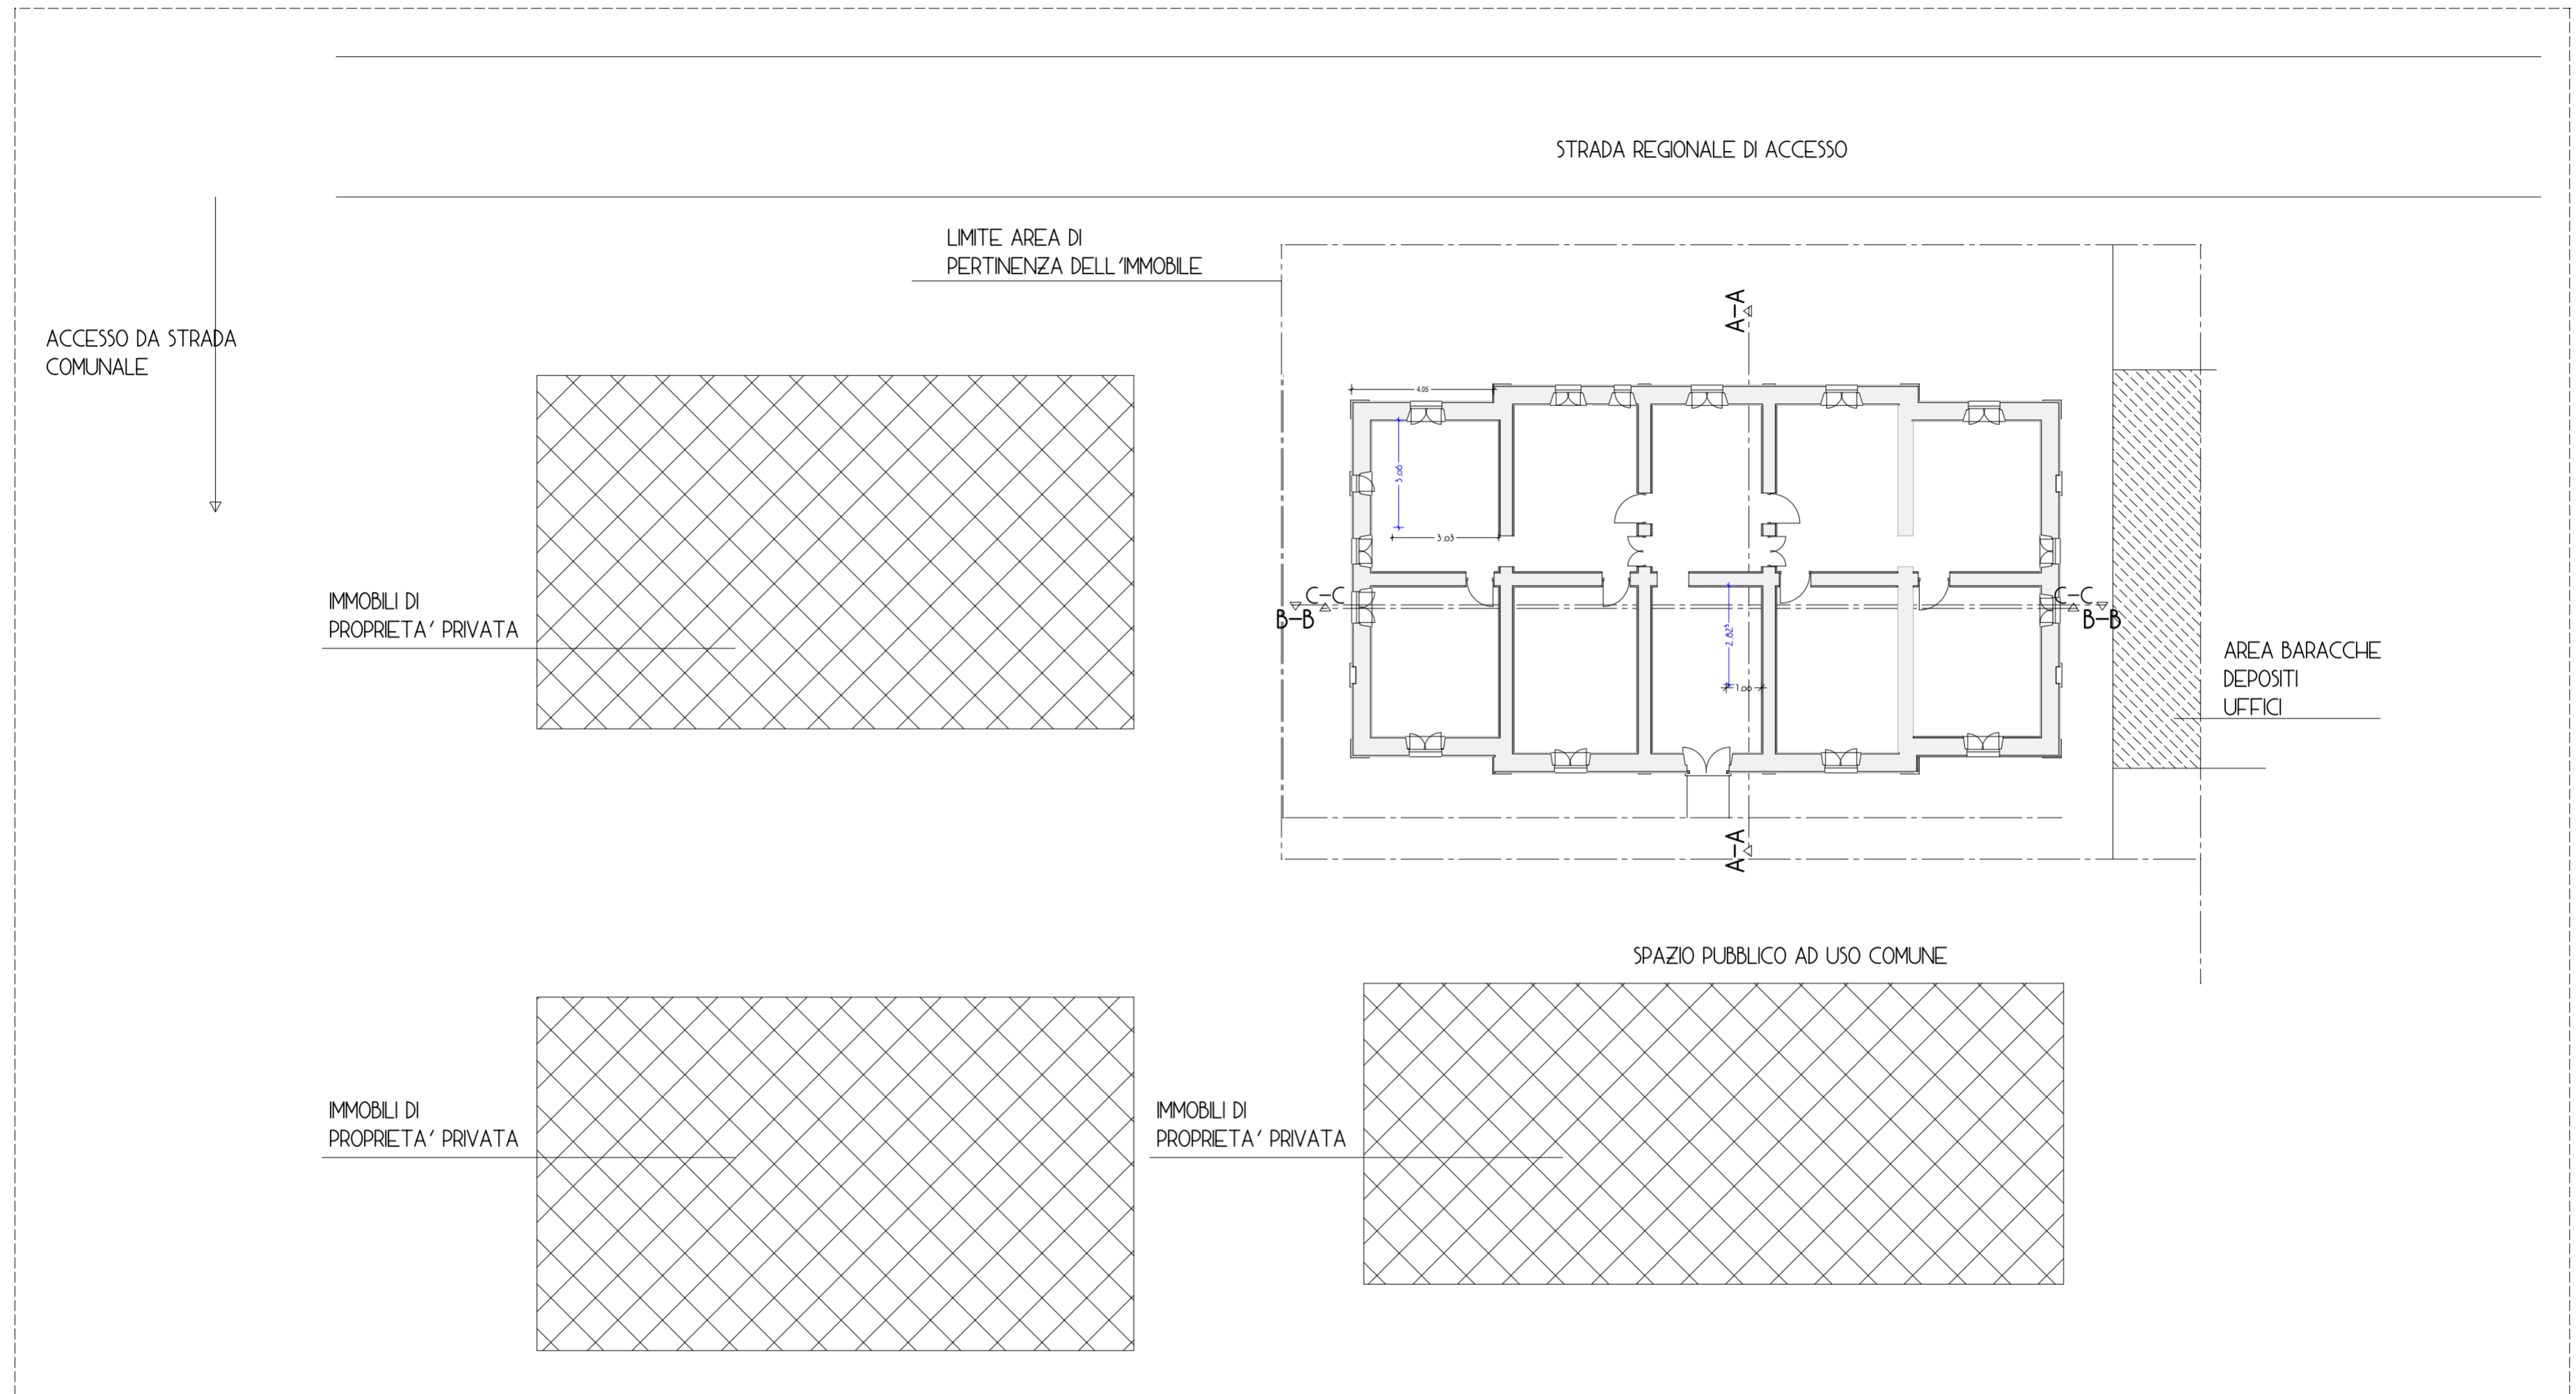 STRADA REGIONALE DI ACCESSO
LIMITE AREA DI
PERTINENZA DELL'IMMOBILE
ACCESSO DA STRADA
COMUNALE
A-A
4.05
3.06
3.03
IMMOBILI DI
PROPRIETA' PRIVATA
C-C
B-B
C-C
B-B
2.82⁵
1.00
AREA BARACCHE
DEPOSITI
UFFICI
A-A
SPAZIO PUBBLICO AD USO COMUNE
IMMOBILI DI
PROPRIETA' PRIVATA
IMMOBILI DI
PROPRIETA' PRIVATA